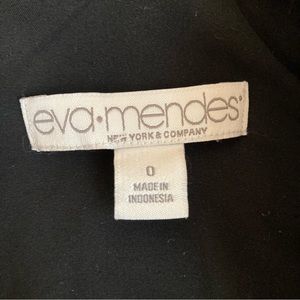 eva·mendes'
NEW YORK & COMPANY
0
MADE IN
INDONESIA